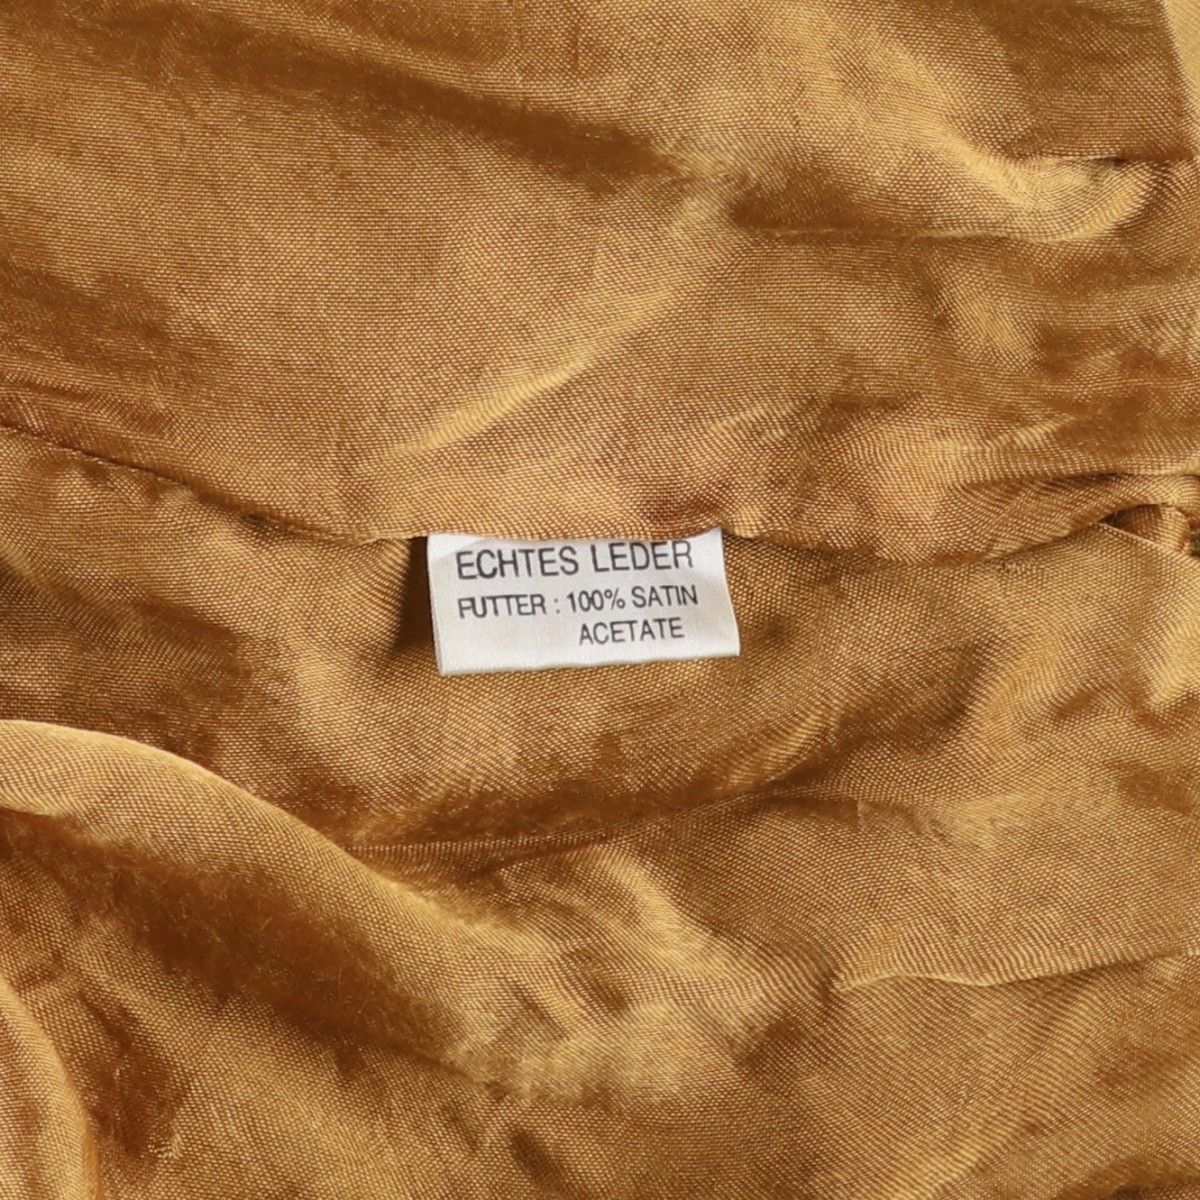 ECHTES LEDER
FUTTER : 100% SATIN
ACETATE